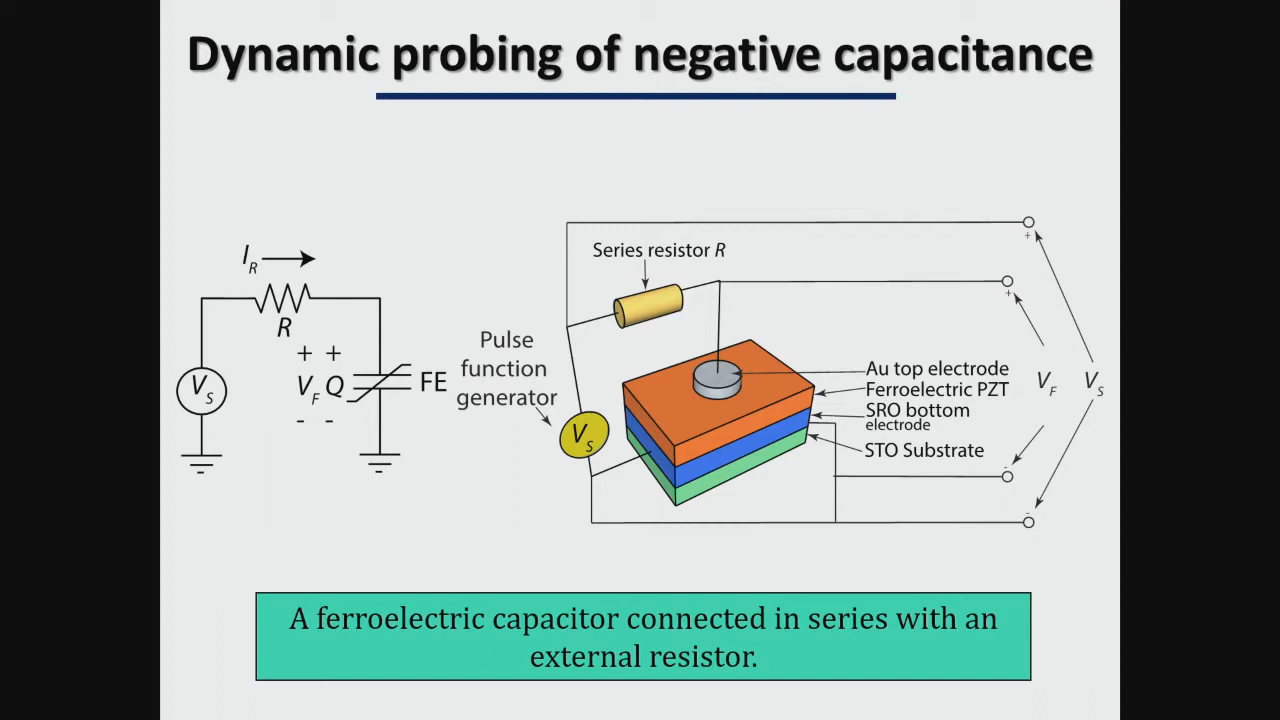 Dynamic probing of negative capacitance
I_R
R
V_S
+ +
V_F Q
- -
FE
Pulse
function
generator
Series resistor R
V_S
Au top electrode
Ferroelectric PZT
SRO bottom
electrode
STO Substrate
+
+
V_F
V_S
-
-
A ferroelectric capacitor connected in series with an
external resistor.